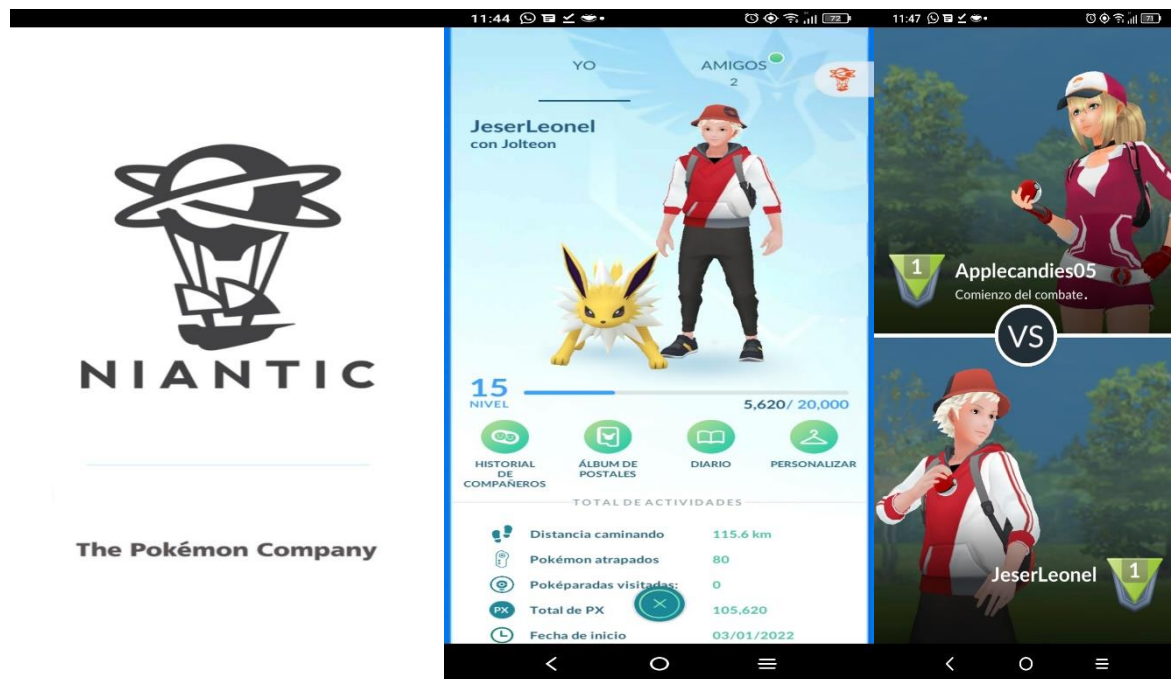 NIANTIC
The Pokémon Company
11:44
72
YO
AMIGOS
2
JeserLeonel
con Jolteon
15
NIVEL
5,620/ 20,000
HISTORIAL
DE
COMPAÑEROS
ÁLBUM DE
POSTALES
DIARIO
PERSONALIZAR
TOTAL DE ACTIVIDADES
Distancia caminando 115.6 km
Pokémon atrapados 80
Poképaradas visitadas: 0
PX Total de PX 105,620
Fecha de inicio 03/01/2022
11:47
71
1
Applecandies05
Comienzo del combate.
VS
JeserLeonel
1